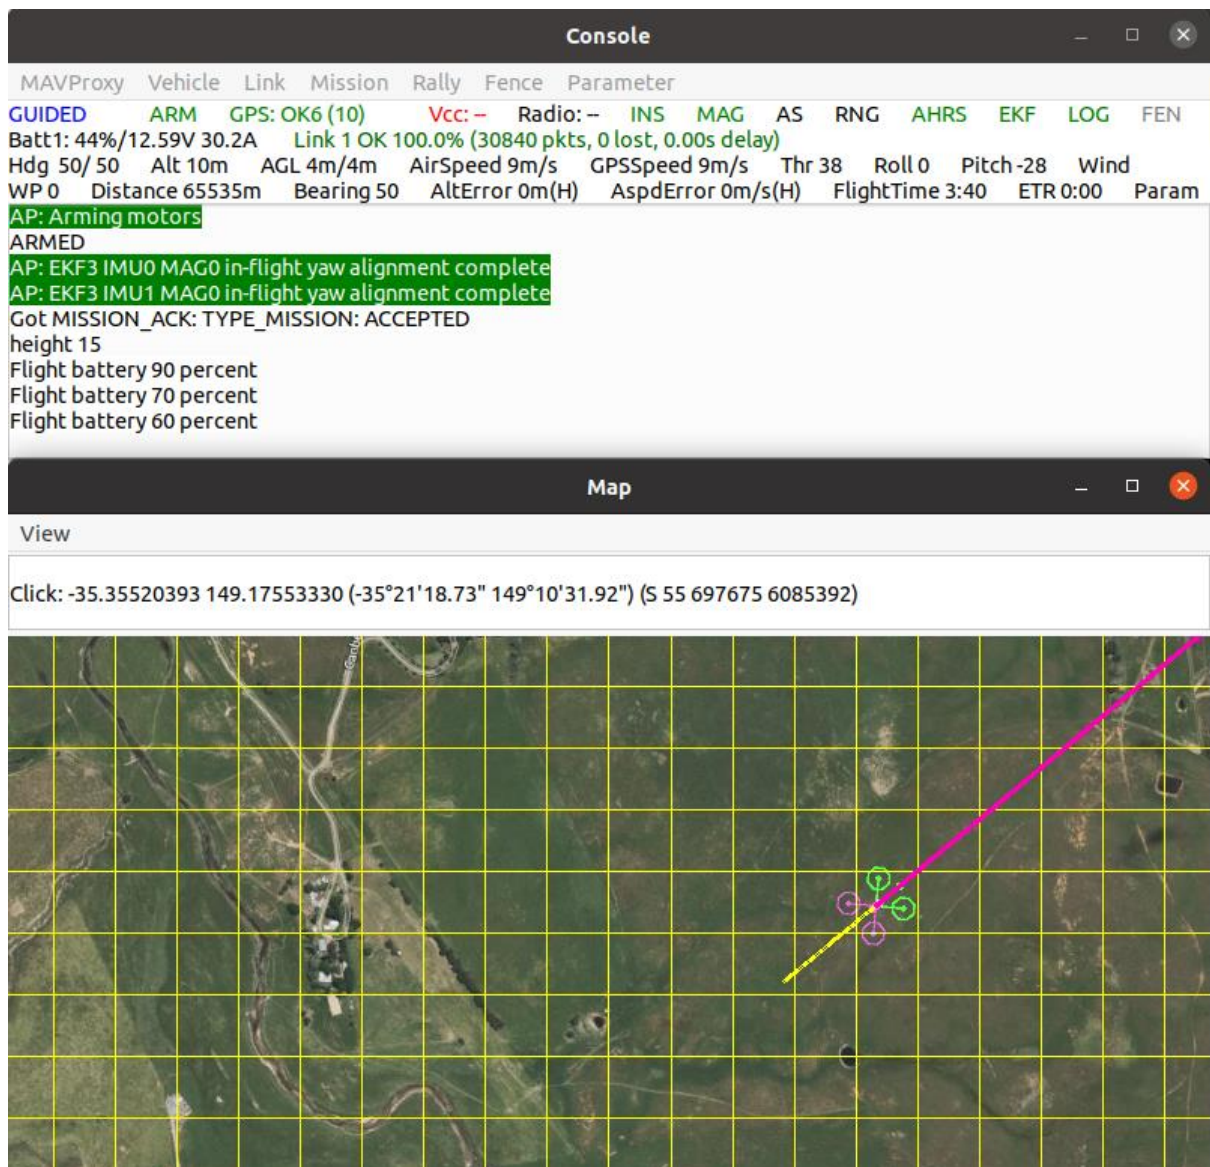 Console
MAVProxy Vehicle Link Mission Rally Fence Parameter
GUIDED ARM GPS: OK6 (10) Vcc: -- Radio: -- INS MAG AS RNG AHRS EKF LOG FEN
Batt1: 44%/12.59V 30.2A Link 1 OK 100.0% (30840 pkts, 0 lost, 0.00s delay)
Hdg 50/ 50 Alt 10m AGL 4m/4m AirSpeed 9m/s GPSSpeed 9m/s Thr 38 Roll 0 Pitch -28 Wind
WP 0 Distance 65535m Bearing 50 AltError 0m(H) AspdError 0m/s(H) FlightTime 3:40 ETR 0:00 Param
AP: Arming motors
ARMED
AP: EKF3 IMU0 MAG0 in-flight yaw alignment complete
AP: EKF3 IMU1 MAG0 in-flight yaw alignment complete
Got MISSION_ACK: TYPE_MISSION: ACCEPTED
height 15
Flight battery 90 percent
Flight battery 70 percent
Flight battery 60 percent
Map
View
Click: -35.35520393 149.17553330 (-35°21'18.73" 149°10'31.92") (S 55 697675 6085392)